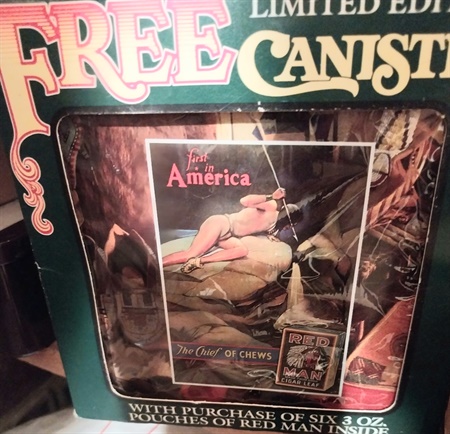 FREE
LIMITED EDI
CANIST
first
in
America
The Chief OF CHEWS
RED
MAN
CIGAR LEAF
WITH PURCHASE OF SIX 3 OZ.
POUCHES OF RED MAN INSIDE